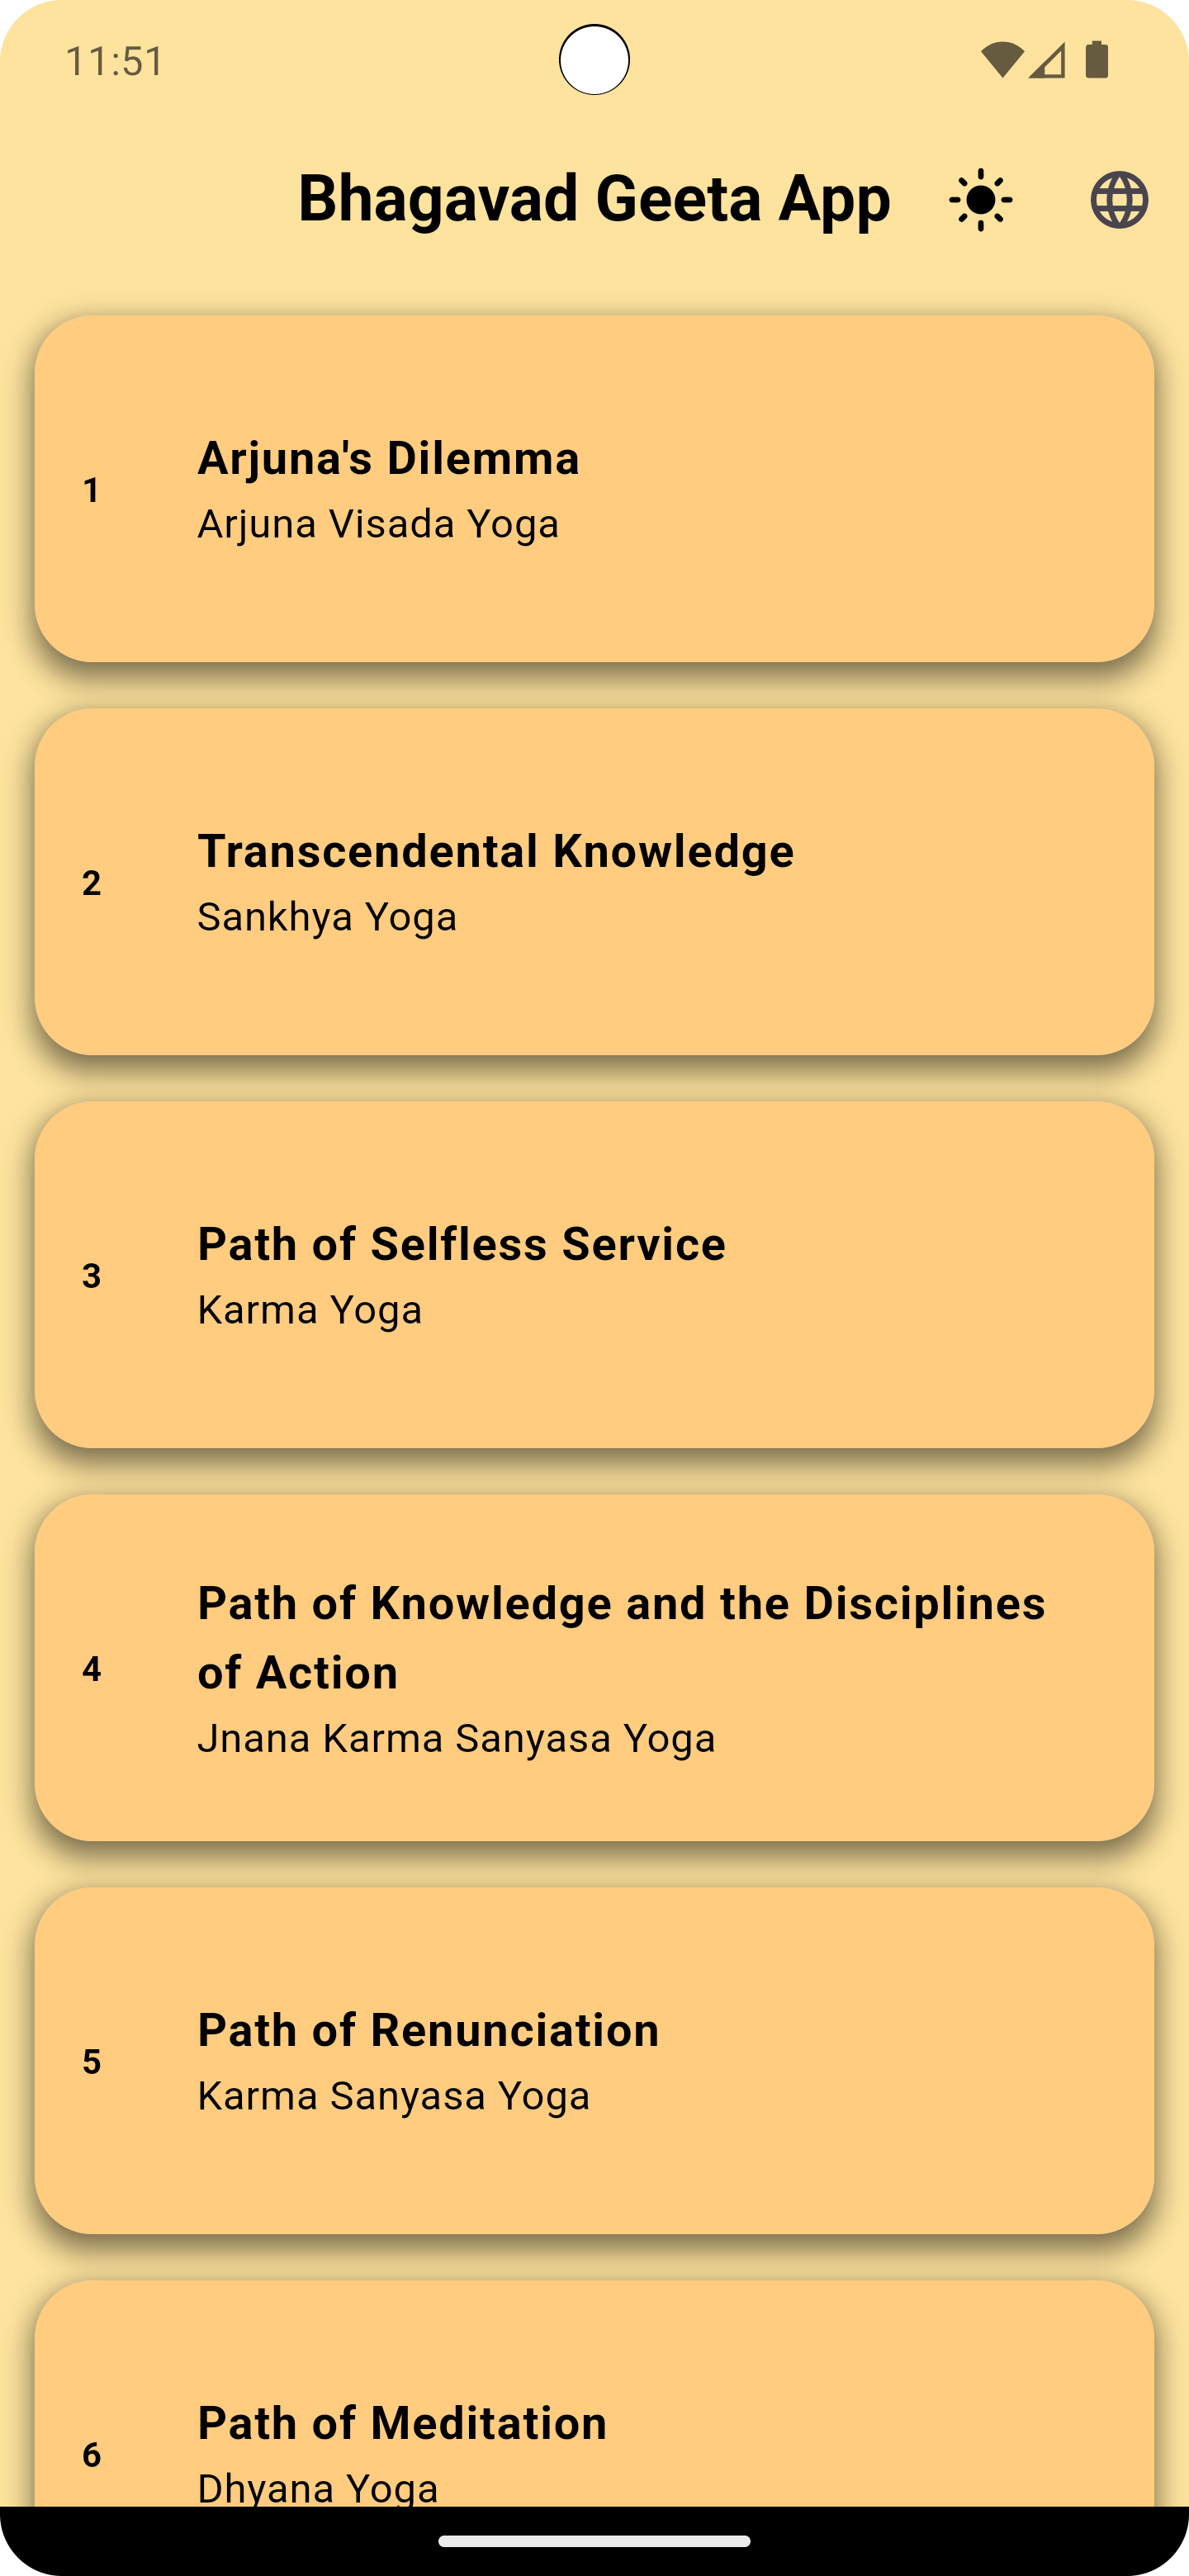 11:51
Bhagavad Geeta App
1
Arjuna's Dilemma
Arjuna Visada Yoga
2
Transcendental Knowledge
Sankhya Yoga
3
Path of Selfless Service
Karma Yoga
4
Path of Knowledge and the Disciplines
of Action
Jnana Karma Sanyasa Yoga
5
Path of Renunciation
Karma Sanyasa Yoga
6
Path of Meditation
Dhyana Yoga